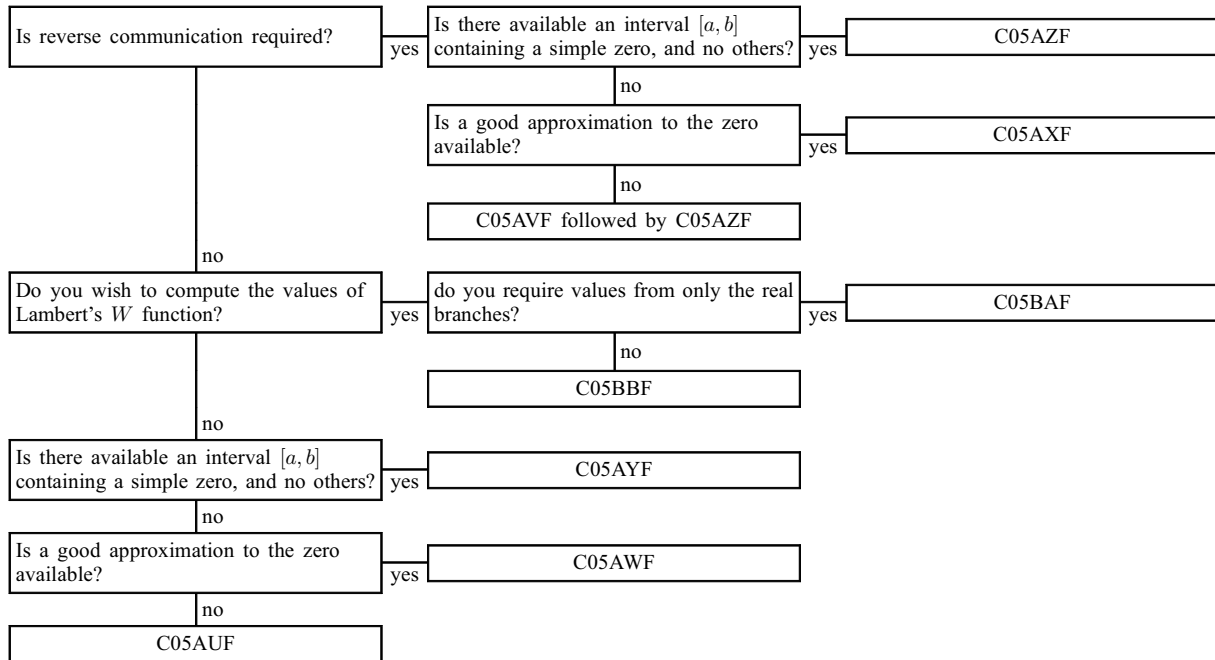 Is reverse communication required?
yes
Is there available an interval [a, b]
containing a simple zero, and no others?
yes
C05AZF
no
Is a good approximation to the zero
available?
yes
C05AXF
no
C05AVF followed by C05AZF
no
Do you wish to compute the values of
Lambert's W function?
yes
do you require values from only the real
branches?
yes
C05BAF
no
C05BBF
no
Is there available an interval [a, b]
containing a simple zero, and no others?
yes
C05AYF
no
Is a good approximation to the zero
available?
yes
C05AWF
no
C05AUF